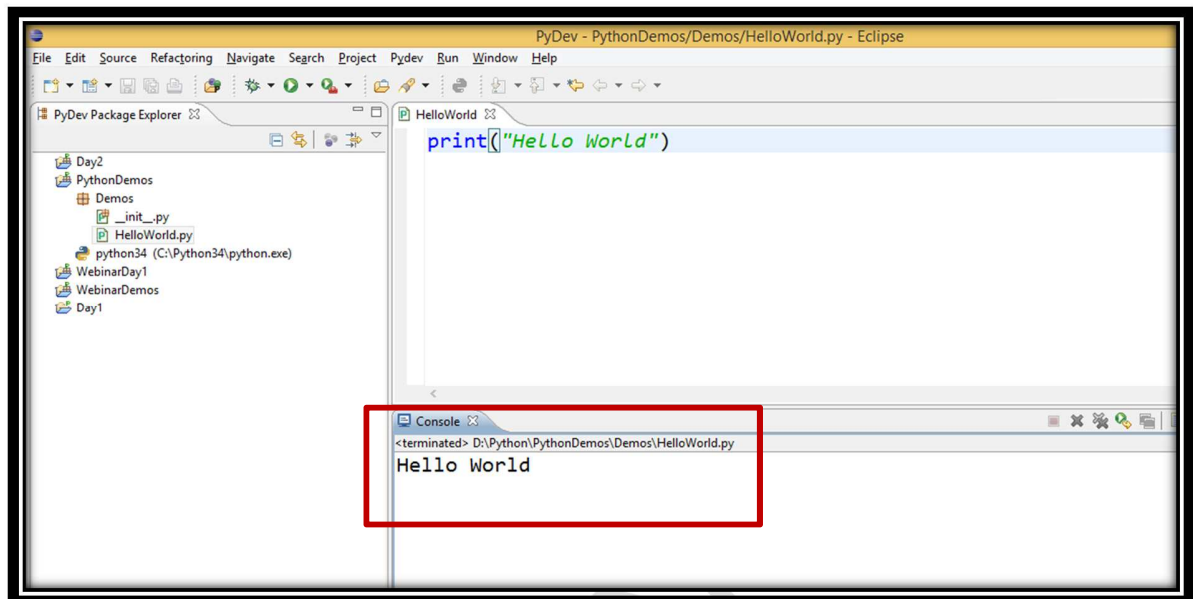 PyDev - PythonDemos/Demos/HelloWorld.py - Eclipse
File Edit Source Refactoring Navigate Search Project Pydev Run Window Help
PyDev Package Explorer
HelloWorld
print("Hello World")
Day2
PythonDemos
Demos
__init__.py
HelloWorld.py
python34 (C:\Python34\python.exe)
WebinarDay1
WebinarDemos
Day1
Console
<terminated> D:\Python\PythonDemos\Demos\HelloWorld.py
Hello World